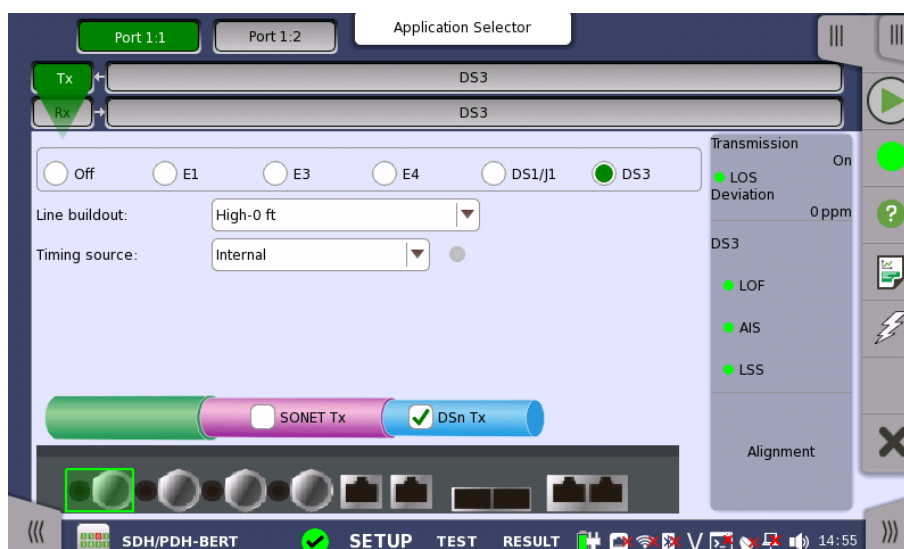 Port 1:1 Port 1:2 Application Selector
Tx DS3
Rx DS3
Off E1 E3 E4 DS1/J1 DS3
Line buildout: High-0 ft
Timing source: Internal
Transmission
On
LOS
Deviation
0 ppm
DS3
LOF
AIS
LSS
Alignment
SONET Tx DSn Tx
SDH/PDH-BERT SETUP TEST RESULT 14:55